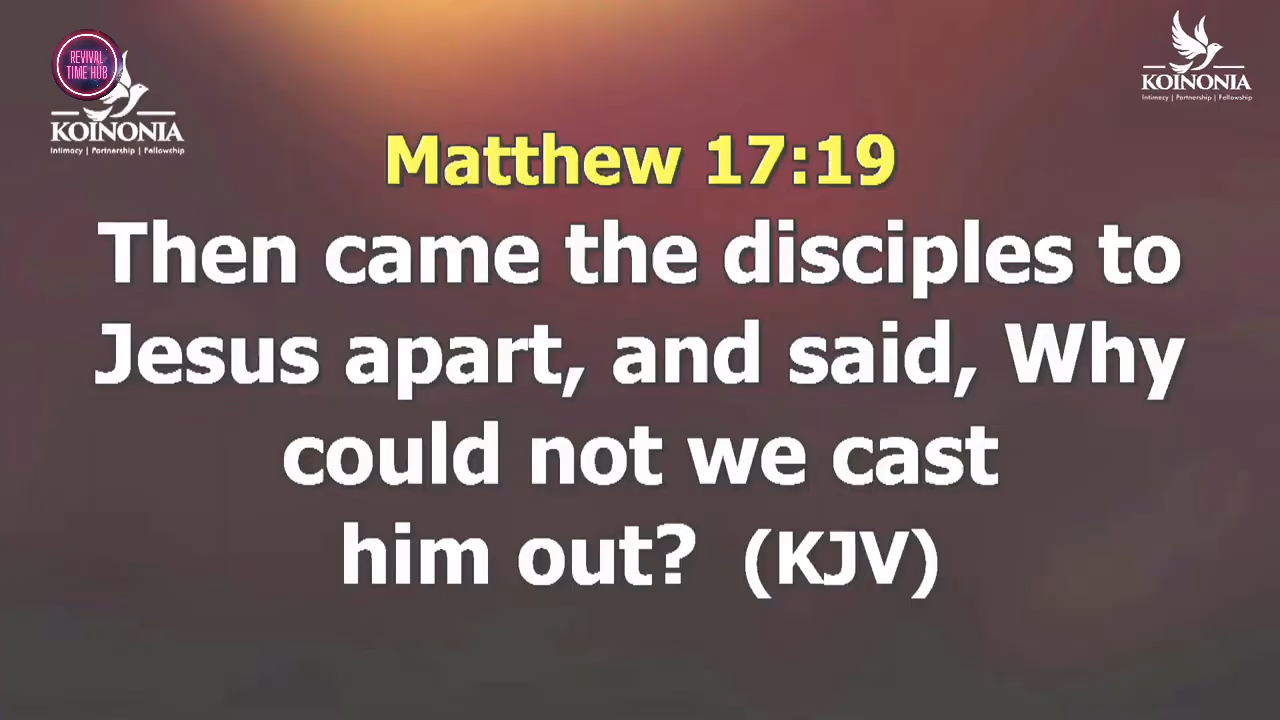 REVIVAL
TIME HUB
KOINONIA
Intimacy | Partnership | Fellowship
KOINONIA
Intimacy | Partnership | Fellowship
Matthew 17:19
Then came the disciples to
Jesus apart, and said, Why
could not we cast
him out? (KJV)